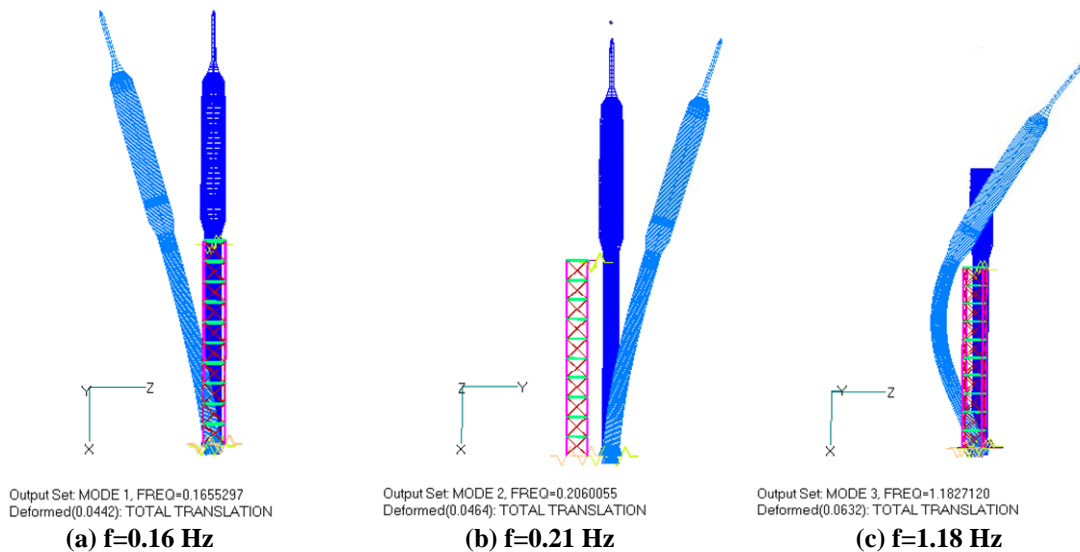 Y
Z
X
Output Set: MODE 1, FREQ=0.1655297
Deformed(0.0442): TOTAL TRANSLATION
(a) f=0.16 Hz
Z
Y
X
Output Set: MODE 2, FREQ=0.2060055
Deformed(0.0464): TOTAL TRANSLATION
(b) f=0.21 Hz
Y
Z
X
Output Set: MODE 3, FREQ=1.1827120
Deformed(0.0632): TOTAL TRANSLATION
(c) f=1.18 Hz